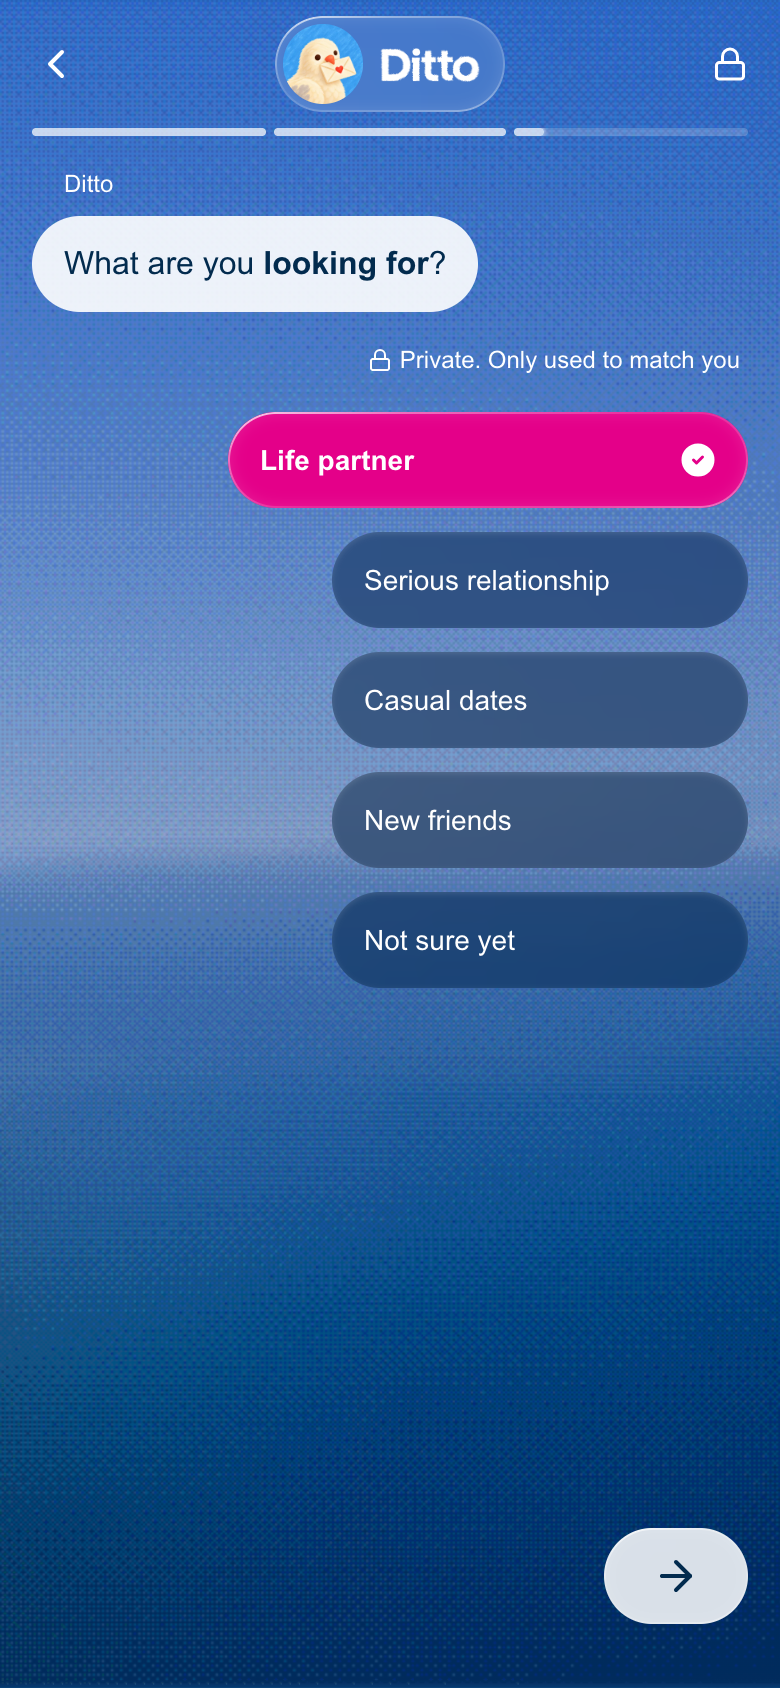 Ditto
Ditto
What are you looking for?
Private. Only used to match you
Life partner
Serious relationship
Casual dates
New friends
Not sure yet